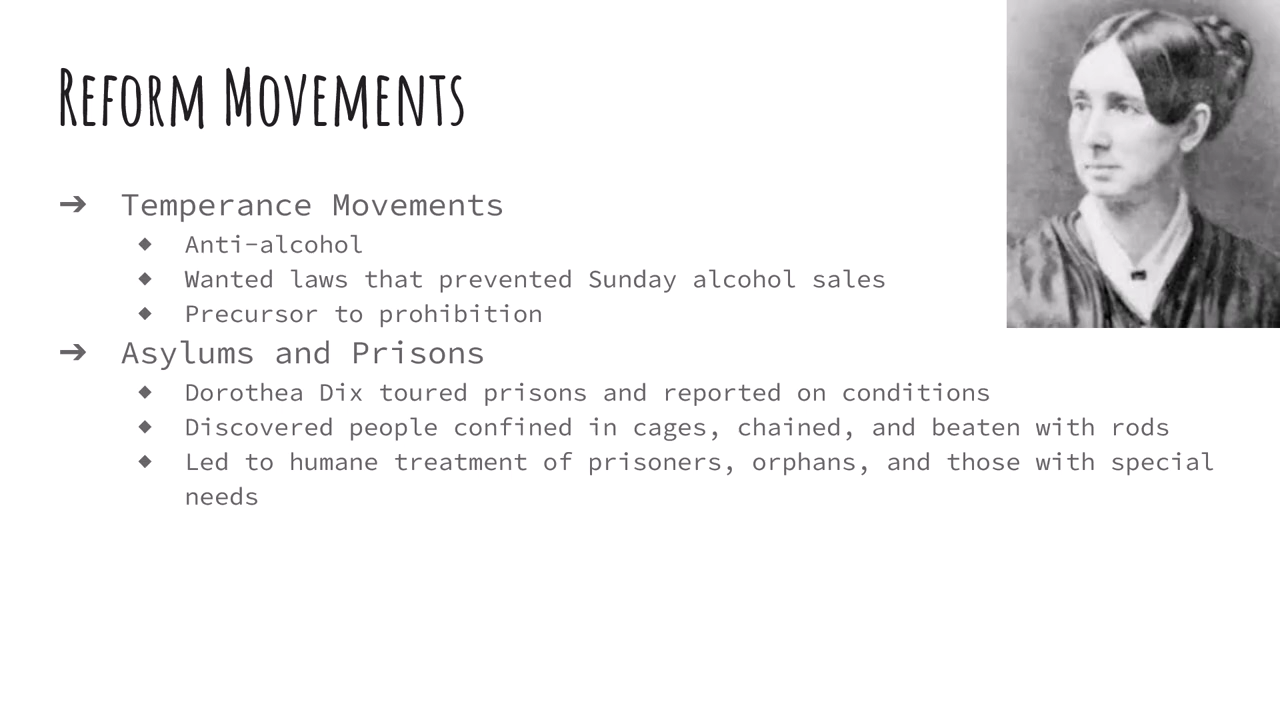 Reform Movements
➔ Temperance Movements
◆ Anti-alcohol
◆ Wanted laws that prevented Sunday alcohol sales
◆ Precursor to prohibition
➔ Asylums and Prisons
◆ Dorothea Dix toured prisons and reported on conditions
◆ Discovered people confined in cages, chained, and beaten with rods
◆ Led to humane treatment of prisoners, orphans, and those with special
needs